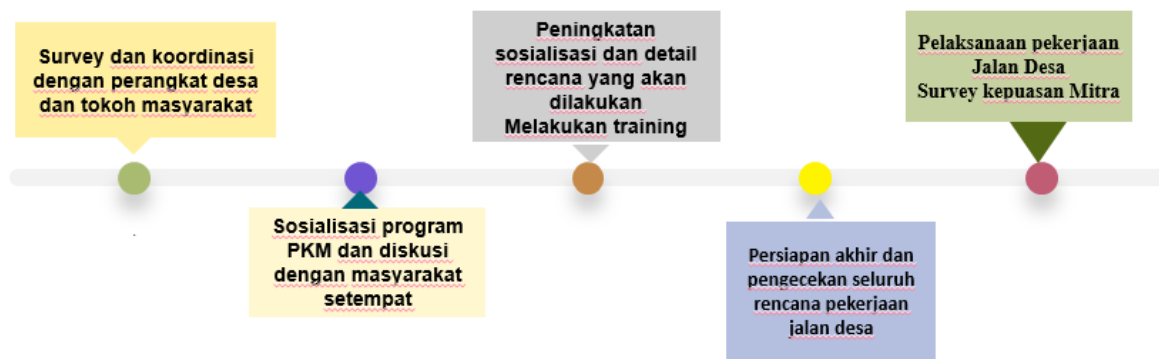 Survey dan koordinasi
dengan perangkat desa
dan tokoh masyarakat
Sosialisasi program
PKM dan diskusi
dengan masyarakat
setempat
Peningkatan
sosialisasi dan detail
rencana yang akan
dilakukan
Melakukan training
Persiapan akhir dan
pengecekan seluruh
rencana pekerjaan
jalan desa
Pelaksanaan pekerjaan
Jalan Desa
Survey kepuasan Mitra